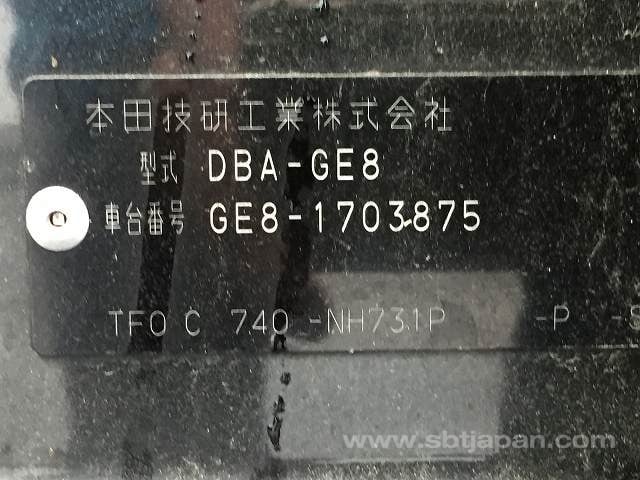 本田技研工業株式会社
型式 DBA-GE8
車台番号 GE8-1703875
TF0 C 740 -NH731P -P -S
www.sbtjapan.com